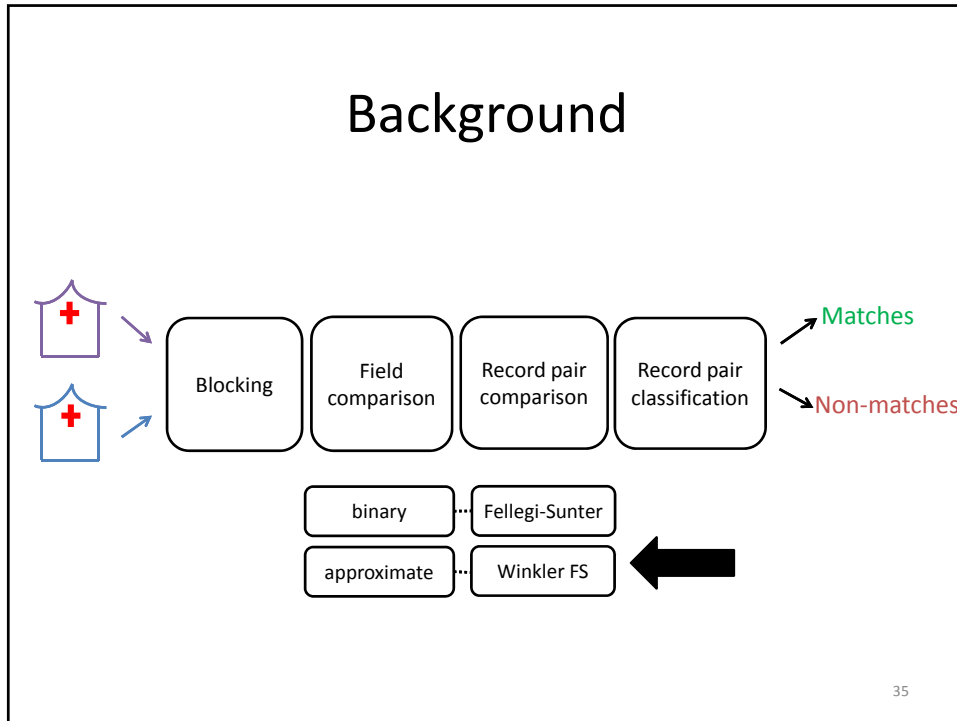 Background
Blocking
Field
comparison
Record pair
comparison
Record pair
classification
Matches
Non-matches
binary
Fellegi-Sunter
approximate
Winkler FS
35